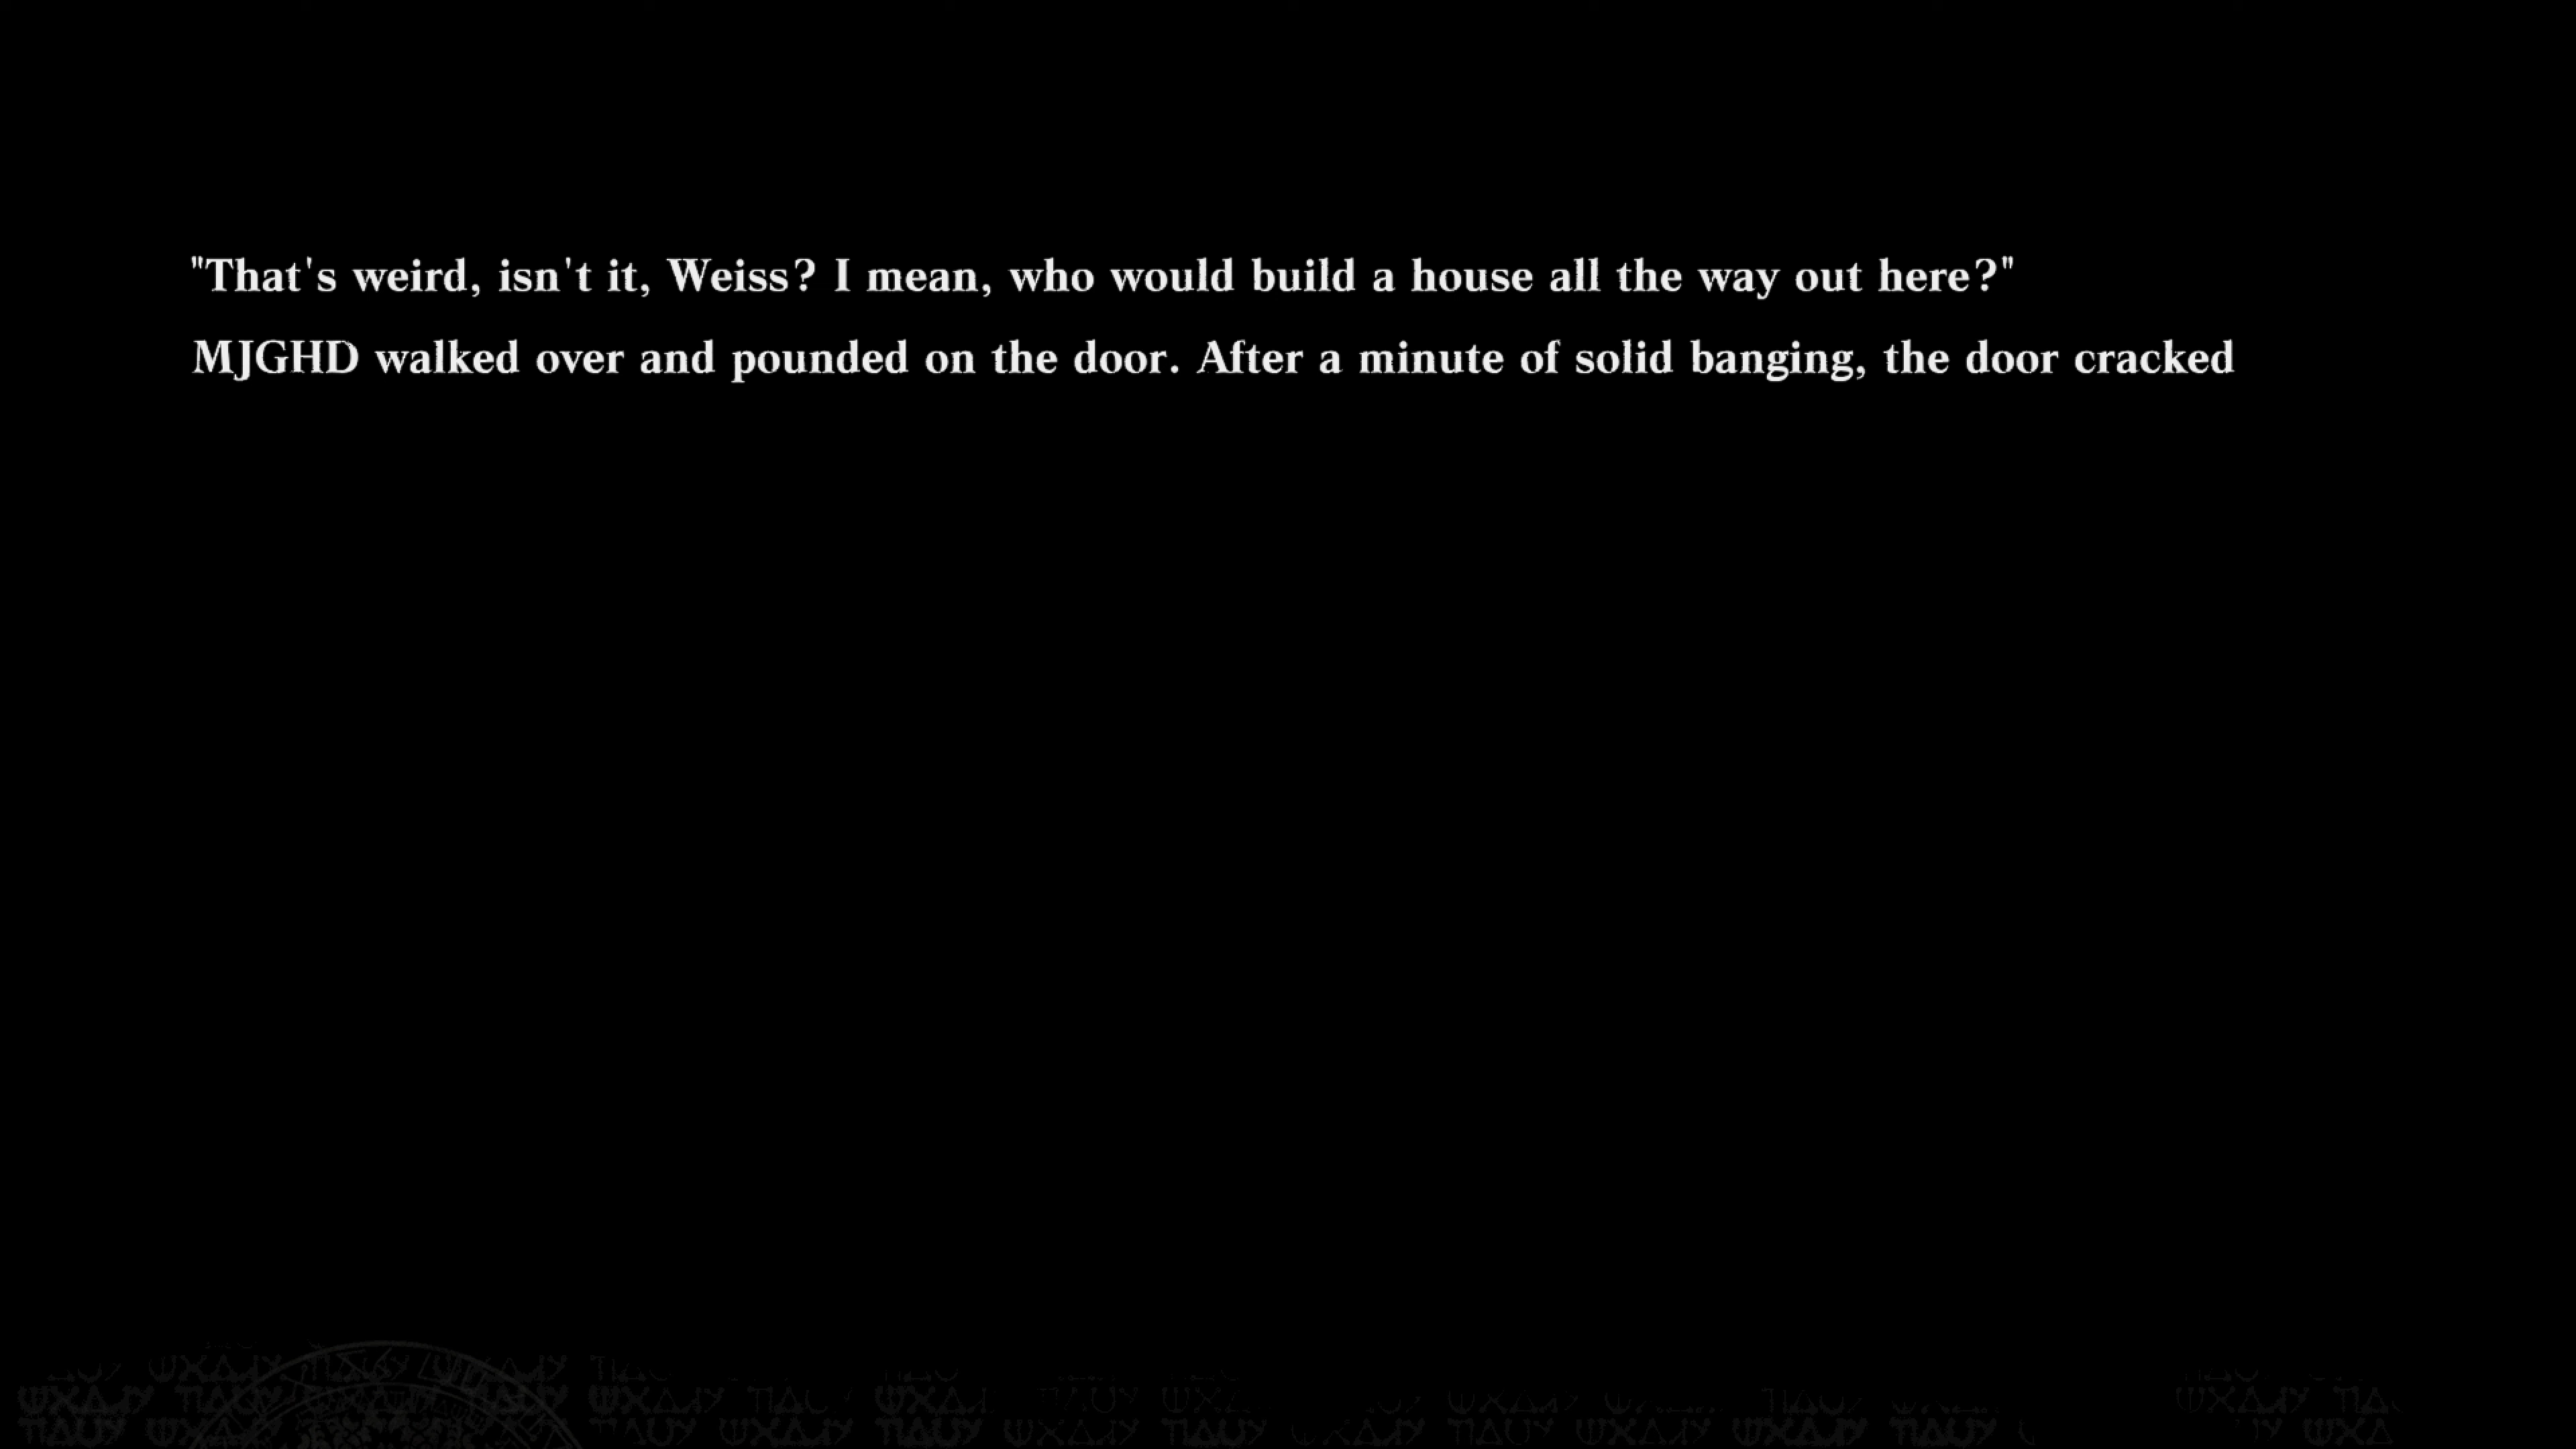 "That's weird, isn't it, Weiss? I mean, who would build a house all the way out here?"
MJGHD walked over and pounded on the door. After a minute of solid banging, the door cracked